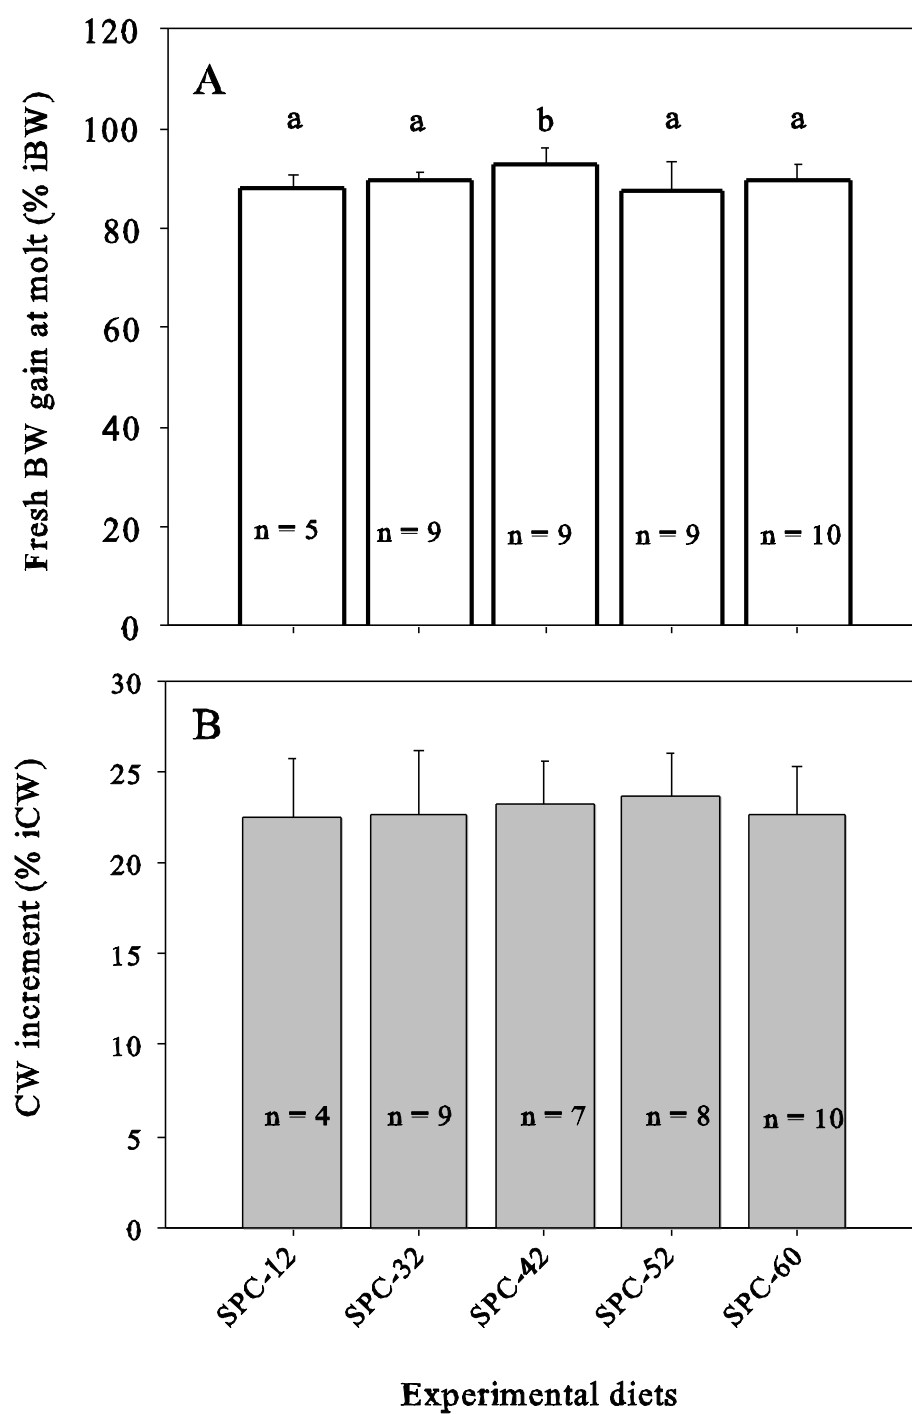 Fresh BW gain at molt (% iBW)
120
100
80
60
40
20
0
A
a a b a a
n = 5 n = 9 n = 9 n = 9 n = 10
CW increment (% iCW)
30
25
20
15
10
5
0
B
n = 4 n = 9 n = 7 n = 8 n = 10
SPC-12 SPC-32 SPC-42 SPC-52 SPC-60
Experimental diets